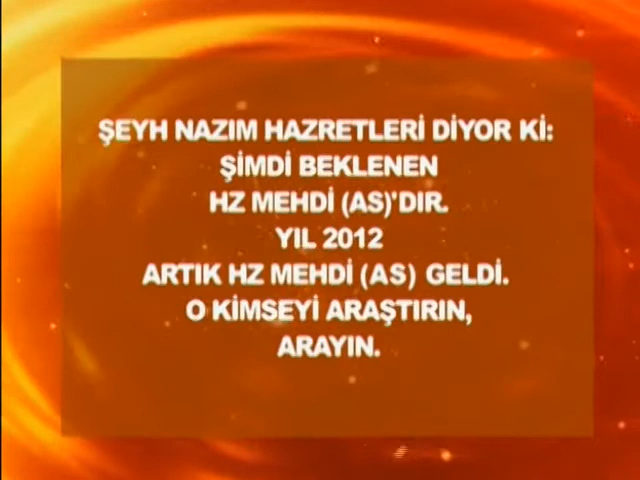 ŞEYH NAZIM HAZRETLERİ DİYOR Kİ:
ŞİMDİ BEKLENEN
HZ MEHDİ (AS)'DIR.
YIL 2012
ARTIK HZ MEHDİ (AS) GELDİ.
O KİMSEYİ ARAŞTIRIN,
ARAYIN.